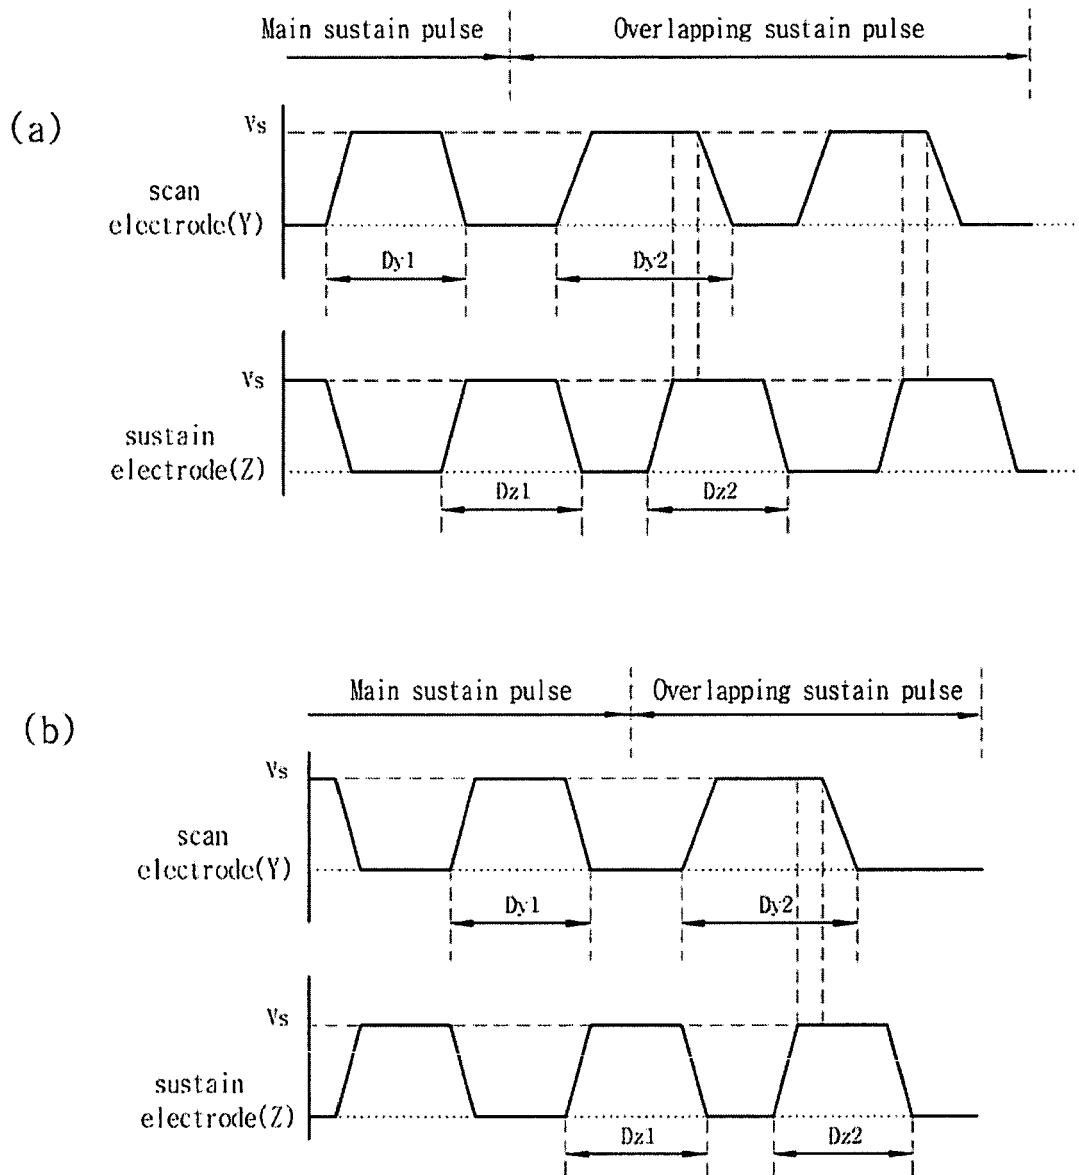 Main sustain pulse
Overlapping sustain pulse
(a)
Vs
scan
electrode(Y)
Dy1
Dy2
Vs
sustain
electrode(Z)
Dz1
Dz2
Main sustain pulse
Overlapping sustain pulse
(b)
Vs
scan
electrode(Y)
Dy1
Dy2
Vs
sustain
electrode(Z)
Dz1
Dz2